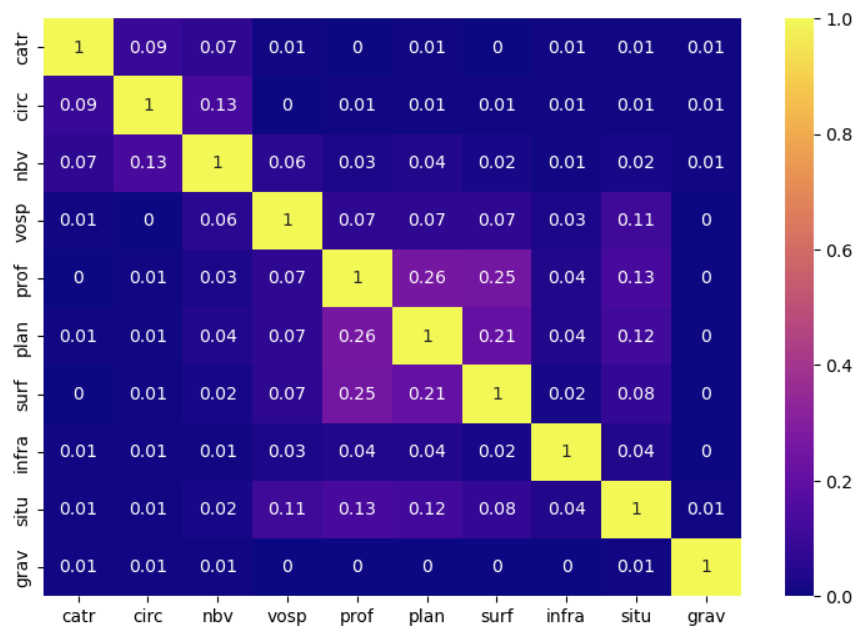 catr 1 0.09 0.07 0.01 0 0.01 0 0.01 0.01 0.01
circ 0.09 1 0.13 0 0.01 0.01 0.01 0.01 0.01 0.01
nbv 0.07 0.13 1 0.06 0.03 0.04 0.02 0.01 0.02 0.01
vosp 0.01 0 0.06 1 0.07 0.07 0.07 0.03 0.11 0
prof 0 0.01 0.03 0.07 1 0.26 0.25 0.04 0.13 0
plan 0.01 0.01 0.04 0.07 0.26 1 0.21 0.04 0.12 0
surf 0 0.01 0.02 0.07 0.25 0.21 1 0.02 0.08 0
infra 0.01 0.01 0.01 0.03 0.04 0.04 0.02 1 0.04 0
situ 0.01 0.01 0.02 0.11 0.13 0.12 0.08 0.04 1 0.01
grav 0.01 0.01 0.01 0 0 0 0 0 0.01 1
catr circ nbv vosp prof plan surf infra situ grav
1.0
0.8
0.6
0.4
0.2
0.0